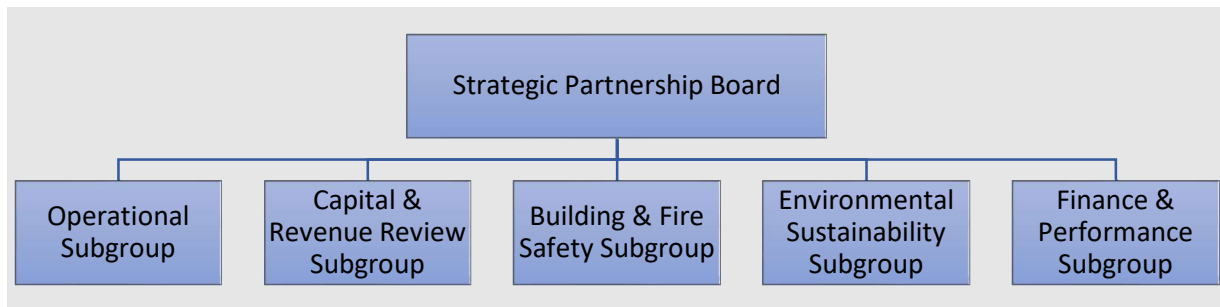 Strategic Partnership Board
Operational
Subgroup
Capital &
Revenue Review
Subgroup
Building & Fire
Safety Subgroup
Environmental
Sustainability
Subgroup
Finance &
Performance
Subgroup